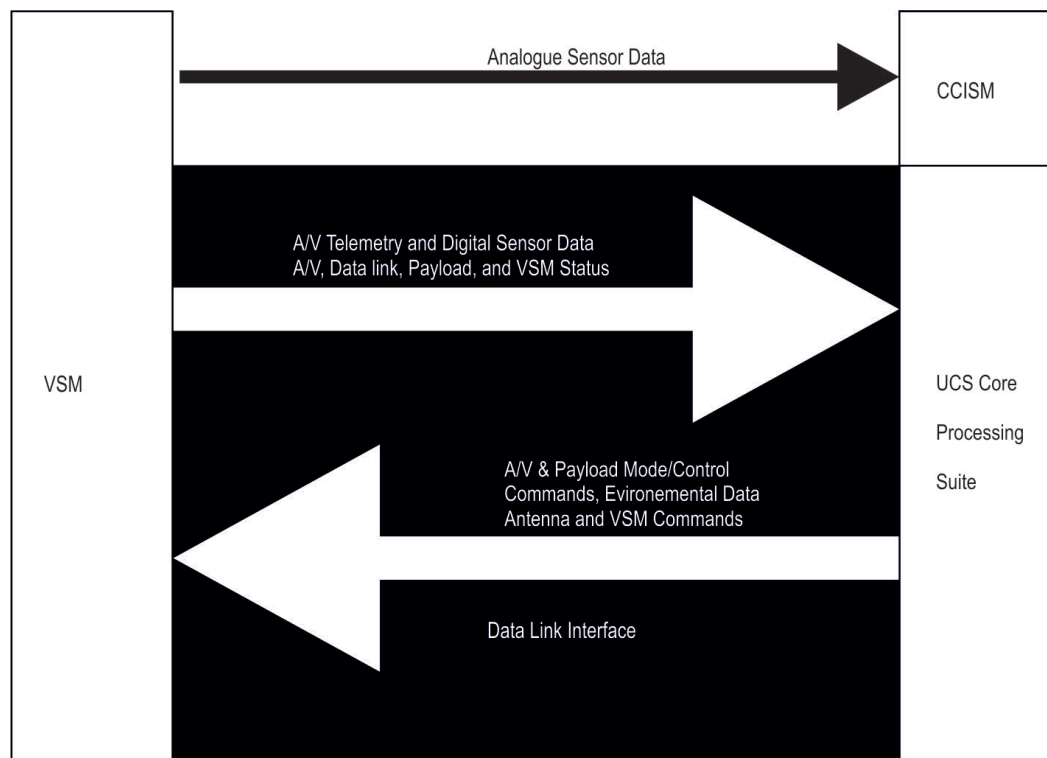 Analogue Sensor Data
CCISM
A/V Telemetry and Digital Sensor Data
A/V, Data link, Payload, and VSM Status
VSM
UCS Core
Processing
Suite
A/V & Payload Mode/Control
Commands, Evironemental Data
Antenna and VSM Commands
Data Link Interface